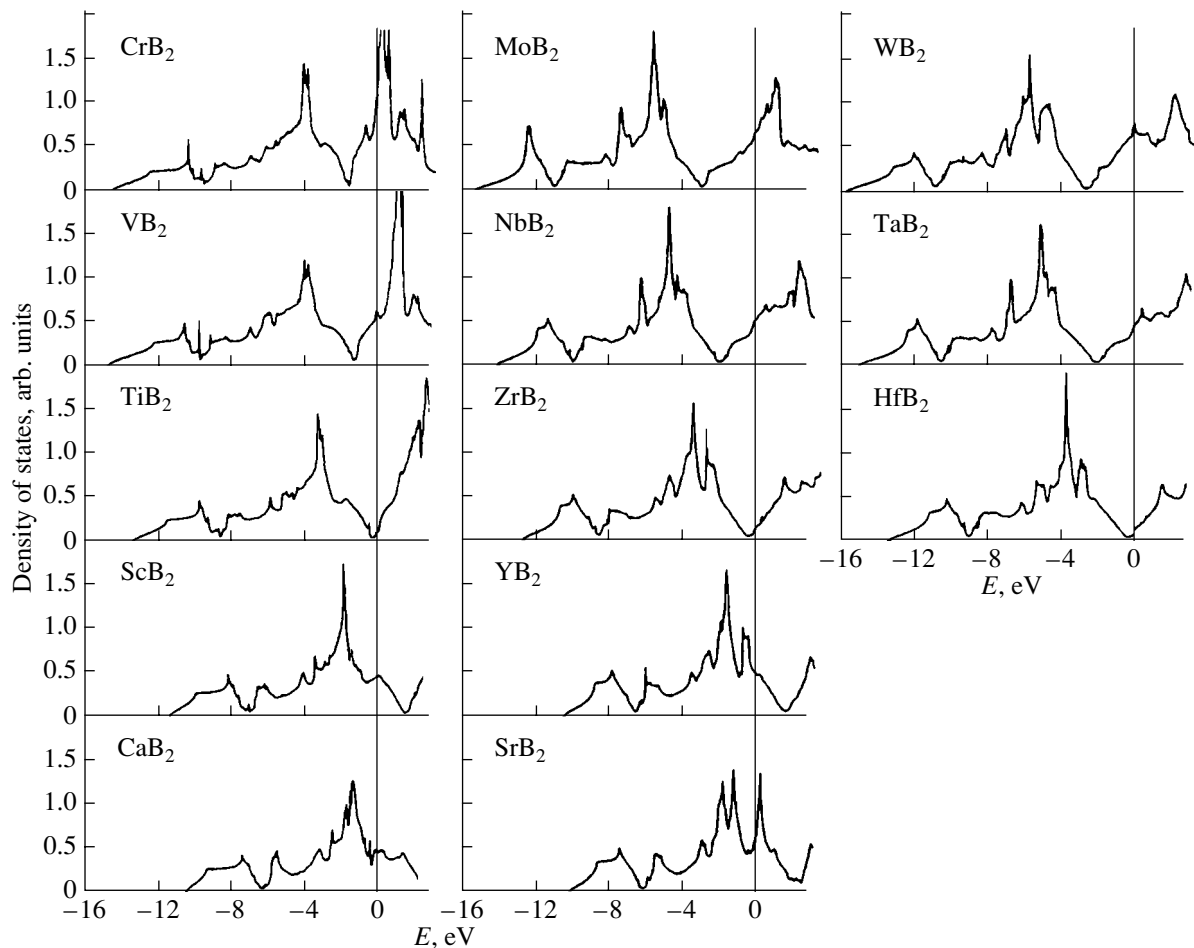 Density of states, arb. units
CrB₂
1.5
1.0
0.5
0
MoB₂
WB₂
VB₂
1.5
1.0
0.5
0
NbB₂
TaB₂
TiB₂
1.5
1.0
0.5
0
ZrB₂
HfB₂
−16 −12 −8 −4 0
E, eV
ScB₂
1.5
1.0
0.5
0
YB₂
CaB₂
1.5
1.0
0.5
0
SrB₂
−16 −12 −8 −4 0 −12 −8 −4 0
E, eV